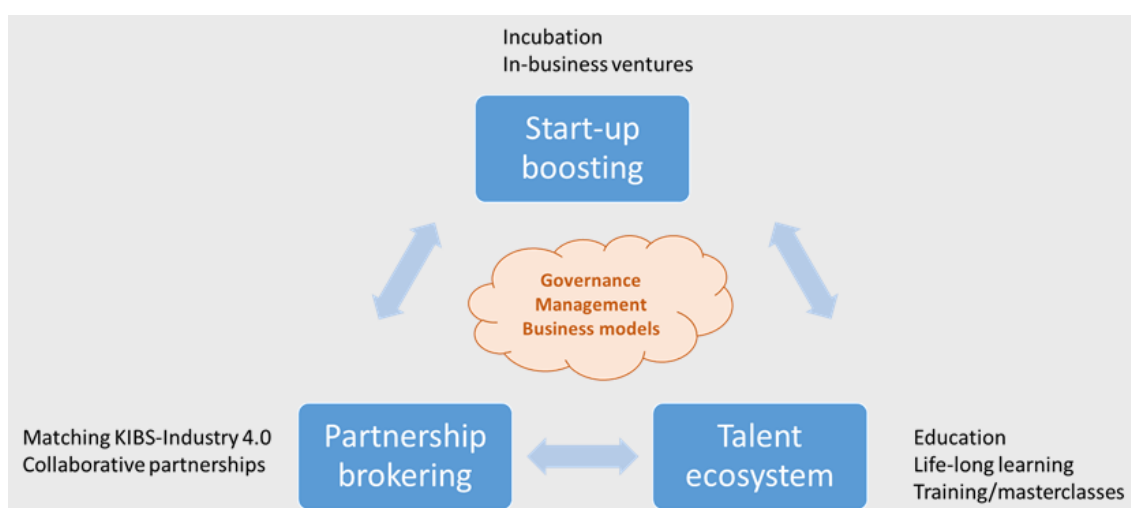 Incubation
In-business ventures
Start-up
boosting
Governance
Management
Business models
Matching KIBS-Industry 4.0
Collaborative partnerships
Partnership
brokering
Talent
ecosystem
Education
Life-long learning
Training/masterclasses